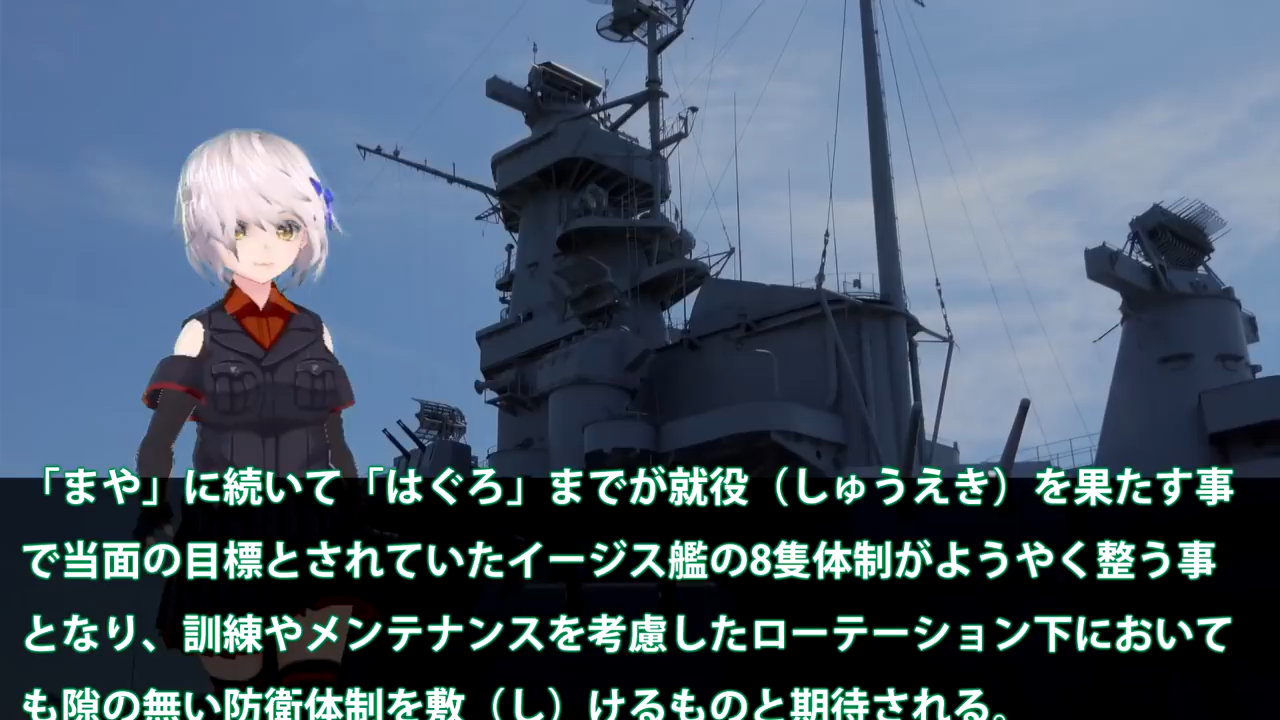 「まや」に続いて「はぐろ」までが就役（しゅうえき）を果たす事
で当面の目標とされていたイージス艦の8隻体制がようやく整う事
となり、訓練やメンテナンスを考慮したローテーション下において
も隙の無い防衛体制を敷（し）けるものと期待される。